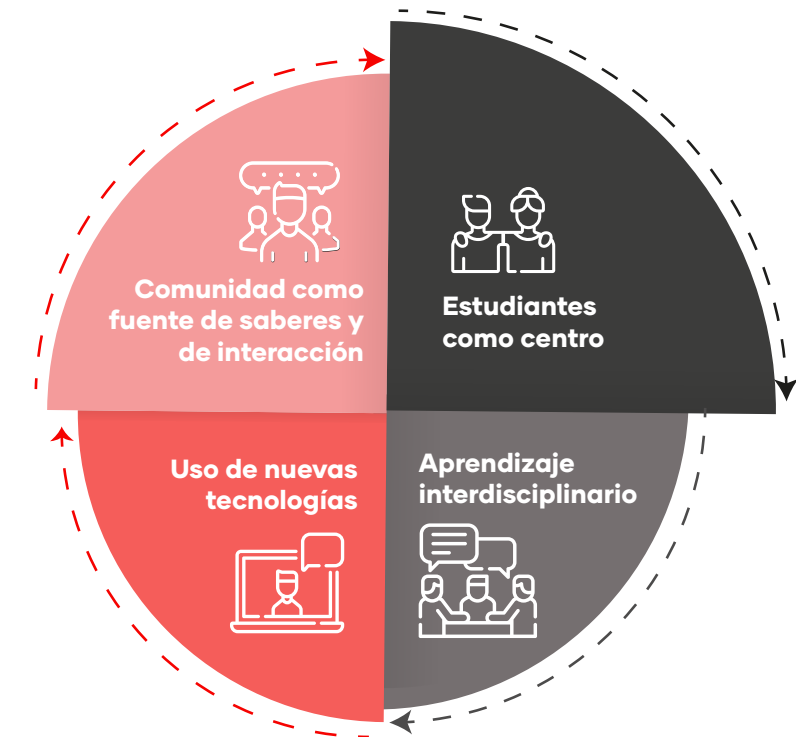 Comunidad como
fuente de saberes y
de interacción
Estudiantes
como centro
Uso de nuevas
tecnologías
Aprendizaje
interdisciplinario